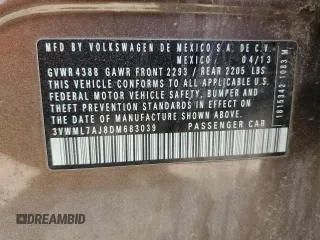 MFD BY VOLKSWAGEN DE MEXICO S.A. DE C.V.
MEXICO 04/13
GVWR 4388 GAWR FRONT 2293 / REAR 2205 LBS
THIS VEHICLE CONFORMS TO ALL APPLICABLE U.S.
FEDERAL MOTOR VEHICLE SAFETY, BUMPER, AND
THEFT PREVENTION STANDARDS IN EFFECT ON THE
DATE OF MANUFACTURE SHOWN ABOVE.
3VWML7AJ8DM683039 PASSENGER CAR
1615342 1083 M
DREAMBID